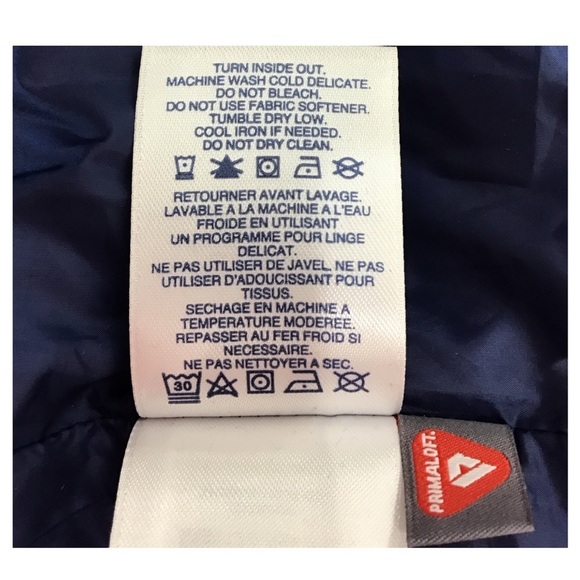 TURN INSIDE OUT.
MACHINE WASH COLD DELICATE.
DO NOT BLEACH.
DO NOT USE FABRIC SOFTENER.
TUMBLE DRY LOW.
COOL IRON IF NEEDED.
DO NOT DRY CLEAN.
RETOURNER AVANT LAVAGE.
LAVABLE A LA MACHINE A L'EAU
FROIDE EN UTILISANT
UN PROGRAMME POUR LINGE
DELICAT.
NE PAS UTILISER DE JAVEL. NE PAS
UTILISER D'ADOUCISSANT POUR
TISSUS.
SECHAGE EN MACHINE A
TEMPERATURE MODEREE.
REPASSER AU FER FROID SI
NECESSAIRE.
NE PAS NETTOYER A SEC.
30
PRIMALOFT.